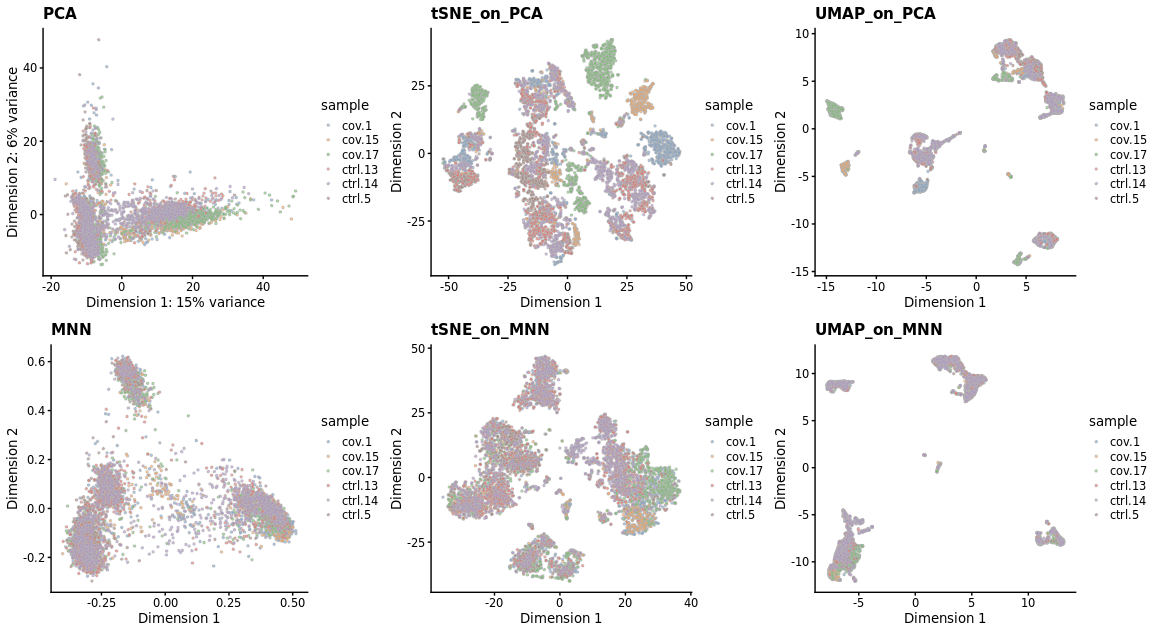 PCA
Dimension 2: 6% variance
40
20
0
-20
0
20
40
Dimension 1: 15% variance
sample
cov.1
cov.15
cov.17
ctrl.13
ctrl.14
ctrl.5
tSNE_on_PCA
Dimension 2
25
0
-25
-50
-25
0
25
50
Dimension 1
sample
cov.1
cov.15
cov.17
ctrl.13
ctrl.14
ctrl.5
UMAP_on_PCA
Dimension 2
10
5
0
-5
-10
-15
-15
-10
-5
0
5
Dimension 1
sample
cov.1
cov.15
cov.17
ctrl.13
ctrl.14
ctrl.5
MNN
Dimension 2
0.6
0.4
0.2
0.0
-0.2
-0.25
0.00
0.25
0.50
Dimension 1
sample
cov.1
cov.15
cov.17
ctrl.13
ctrl.14
ctrl.5
tSNE_on_MNN
Dimension 2
50
25
0
-25
-20
0
20
40
Dimension 1
sample
cov.1
cov.15
cov.17
ctrl.13
ctrl.14
ctrl.5
UMAP_on_MNN
Dimension 2
10
5
0
-5
-10
-5
0
5
10
Dimension 1
sample
cov.1
cov.15
cov.17
ctrl.13
ctrl.14
ctrl.5